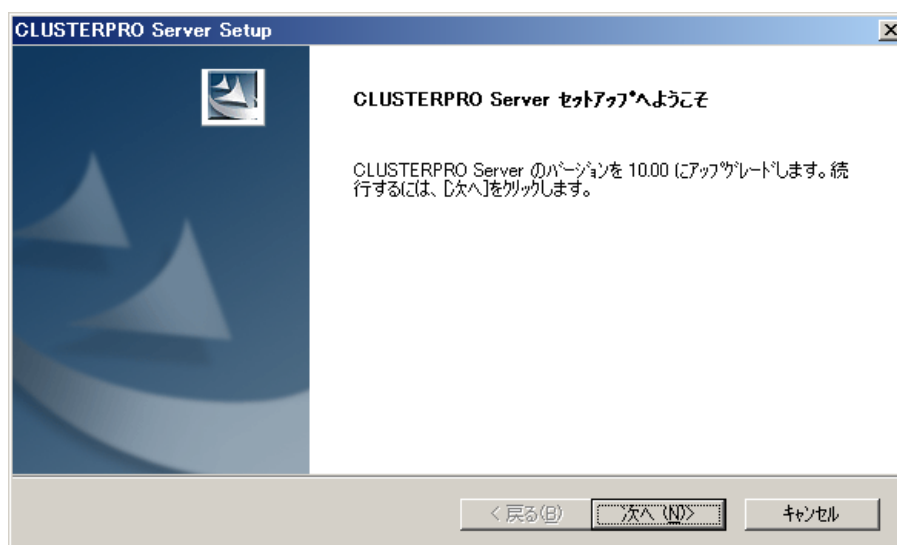 CLUSTERPRO Server Setup
CLUSTERPRO Server ｾｯﾄｱｯﾌﾟへようこそ
CLUSTERPRO Server のﾊﾞｰｼﾞｮﾝを 10.00 にｱｯﾌﾟｸﾞﾚｰﾄﾞします。続
行するには、[次へ]をｸﾘｯｸします。
< 戻る(B)
次へ (N)>
ｷｬﾝｾﾙ